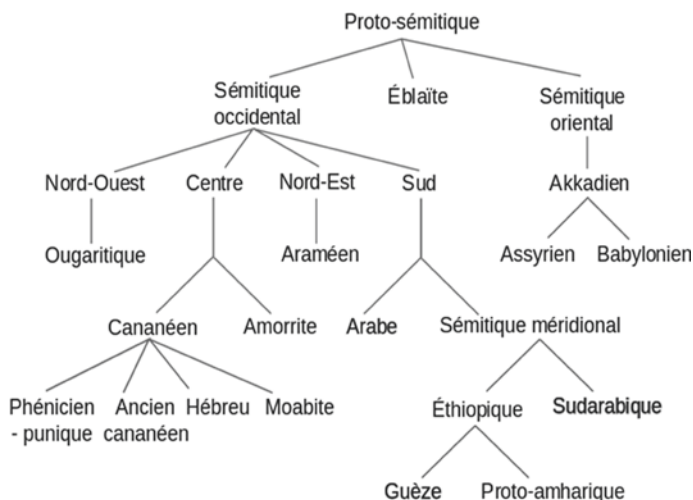 Proto-sémitique
Sémitique
occidental
Éblaïte
Sémitique
oriental
Nord-Ouest
Centre
Nord-Est
Sud
Akkadien
Ougaritique
Araméen
Assyrien
Babylonien
Cananéen
Amorrite
Arabe
Sémitique méridional
Phénicien
- punique
Ancien
cananéen
Hébreu
Moabite
Éthiopique
Sudarabique
Guèze
Proto-amharique